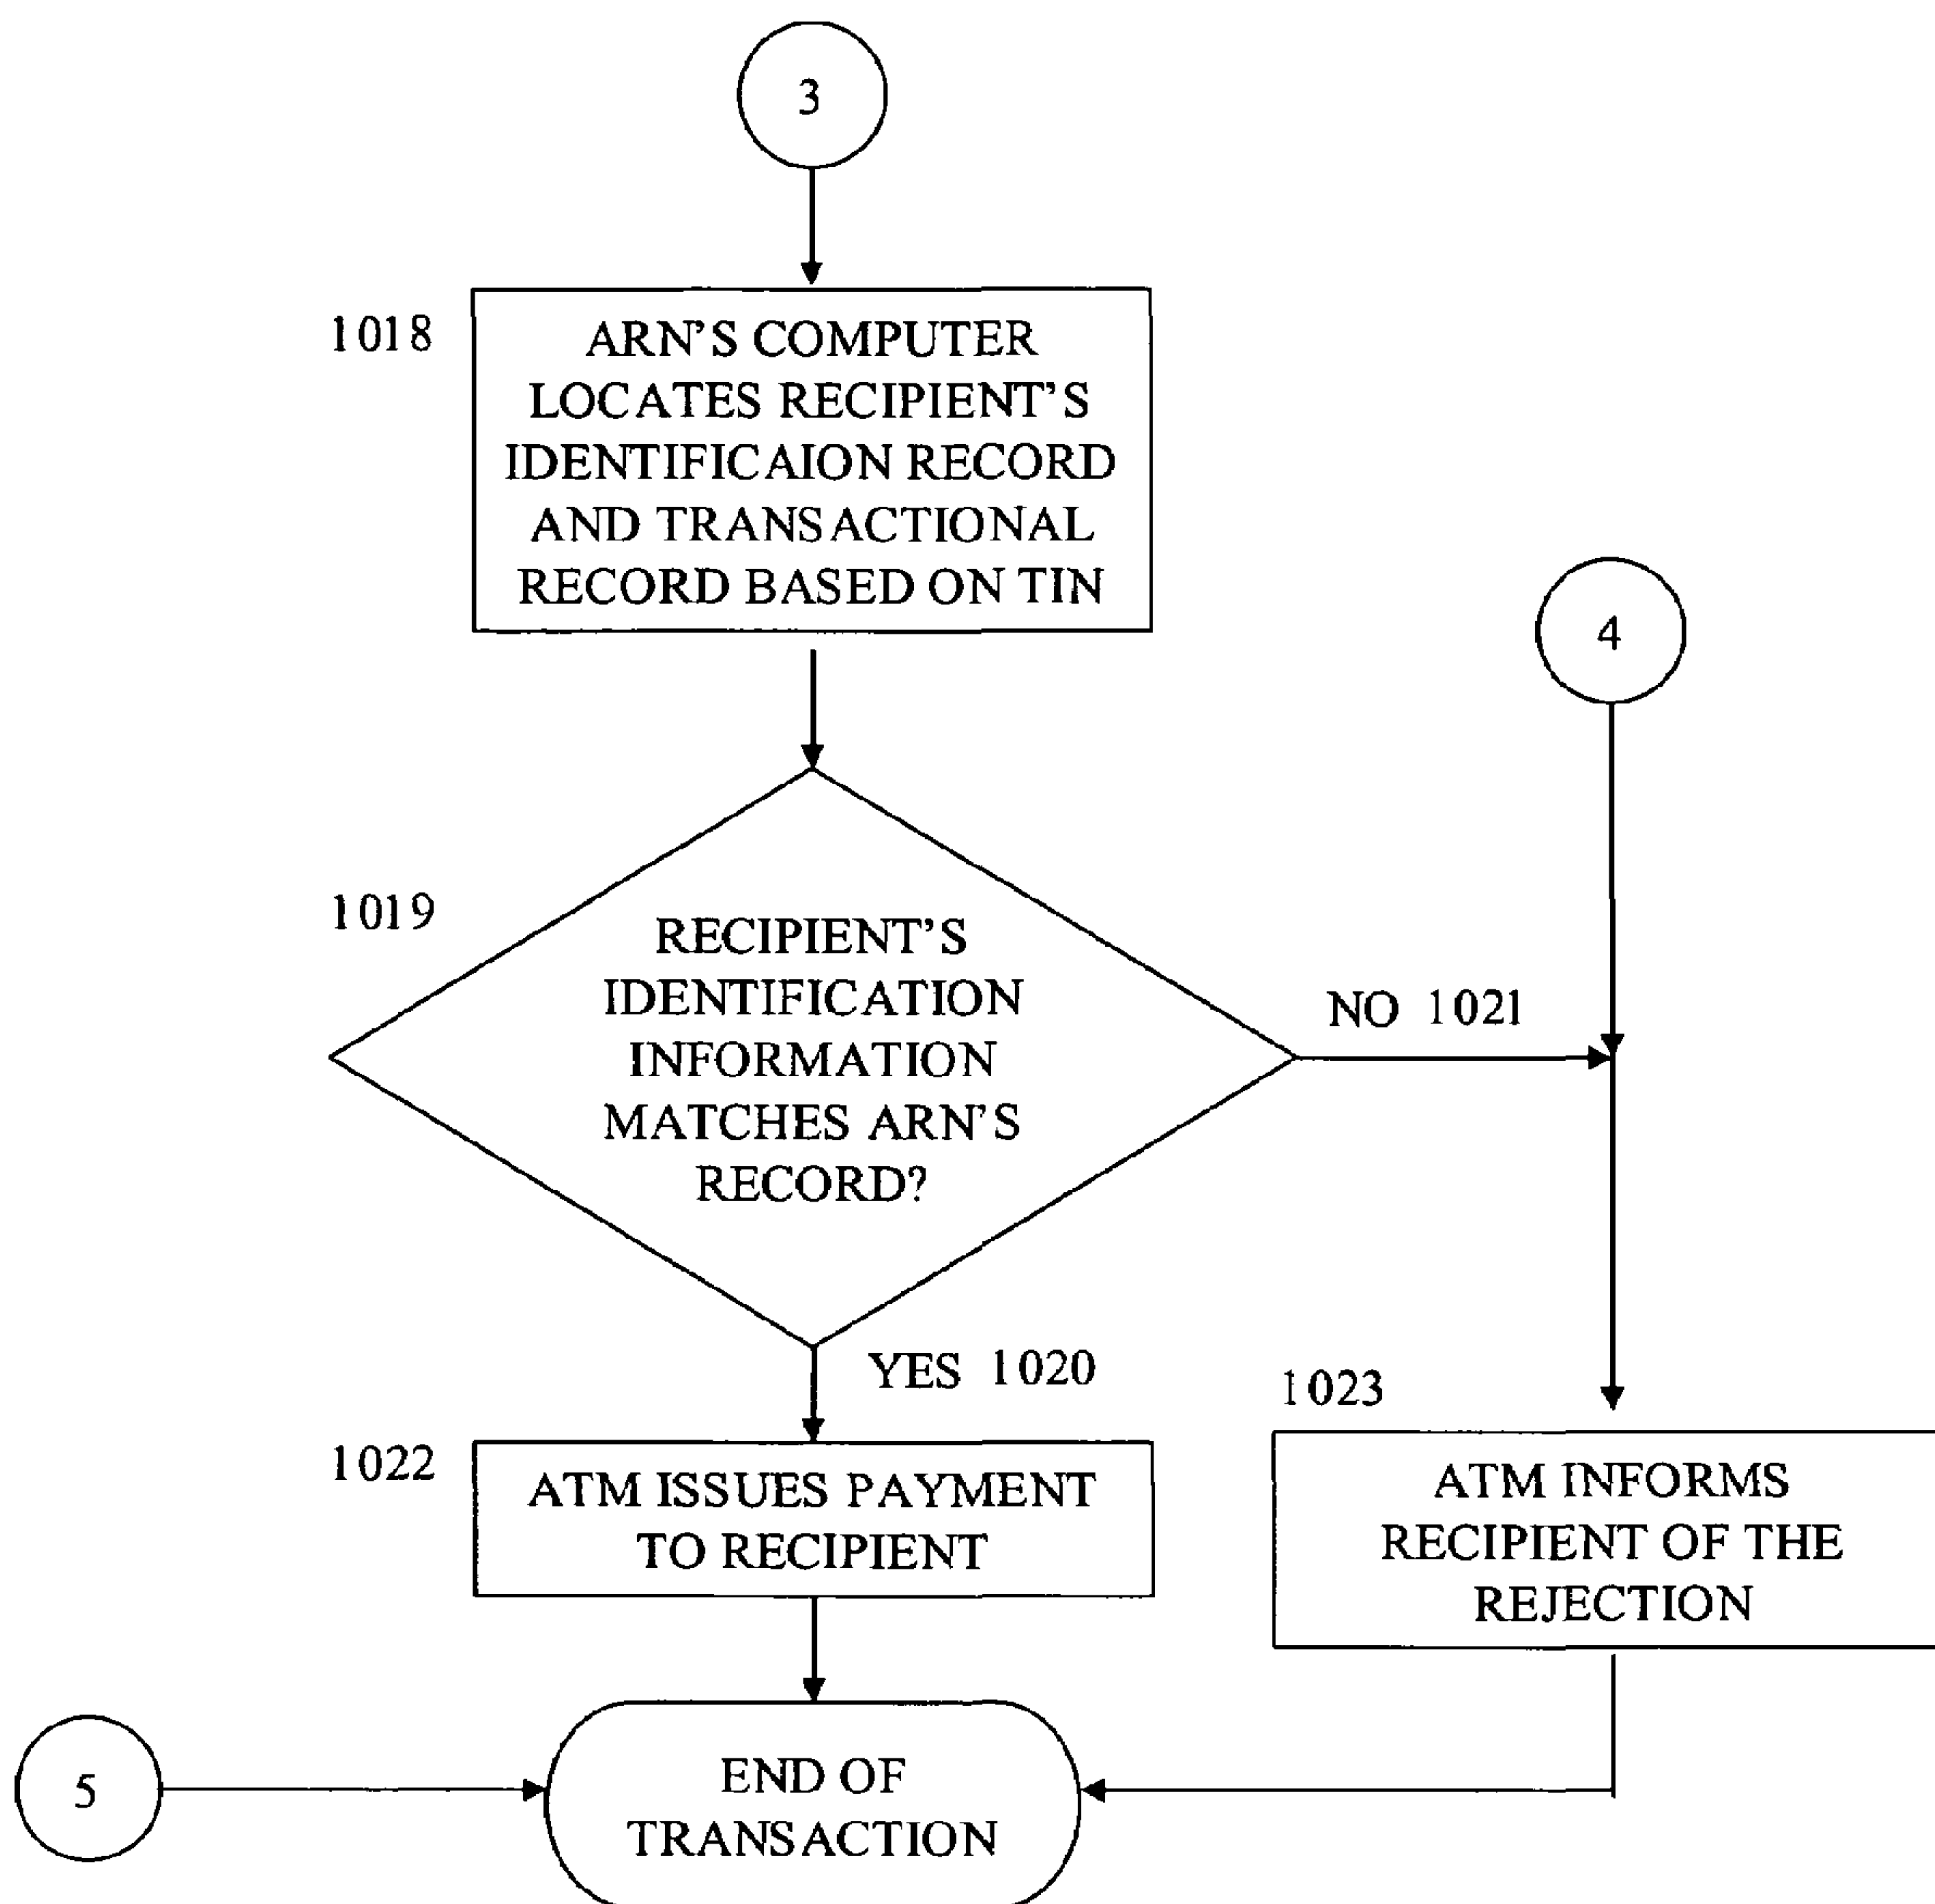 3
1018
ARN'S COMPUTER
LOCATES RECIPIENT'S
IDENTIFICAION RECORD
AND TRANSACTIONAL
RECORD BASED ON TIN
4
1019
RECIPIENT'S
IDENTIFICATION
INFORMATION
MATCHES ARN'S
RECORD?
NO 1021
YES 1020
1022
ATM ISSUES PAYMENT
TO RECIPIENT
1023
ATM INFORMS
RECIPIENT OF THE
REJECTION
5
END OF
TRANSACTION